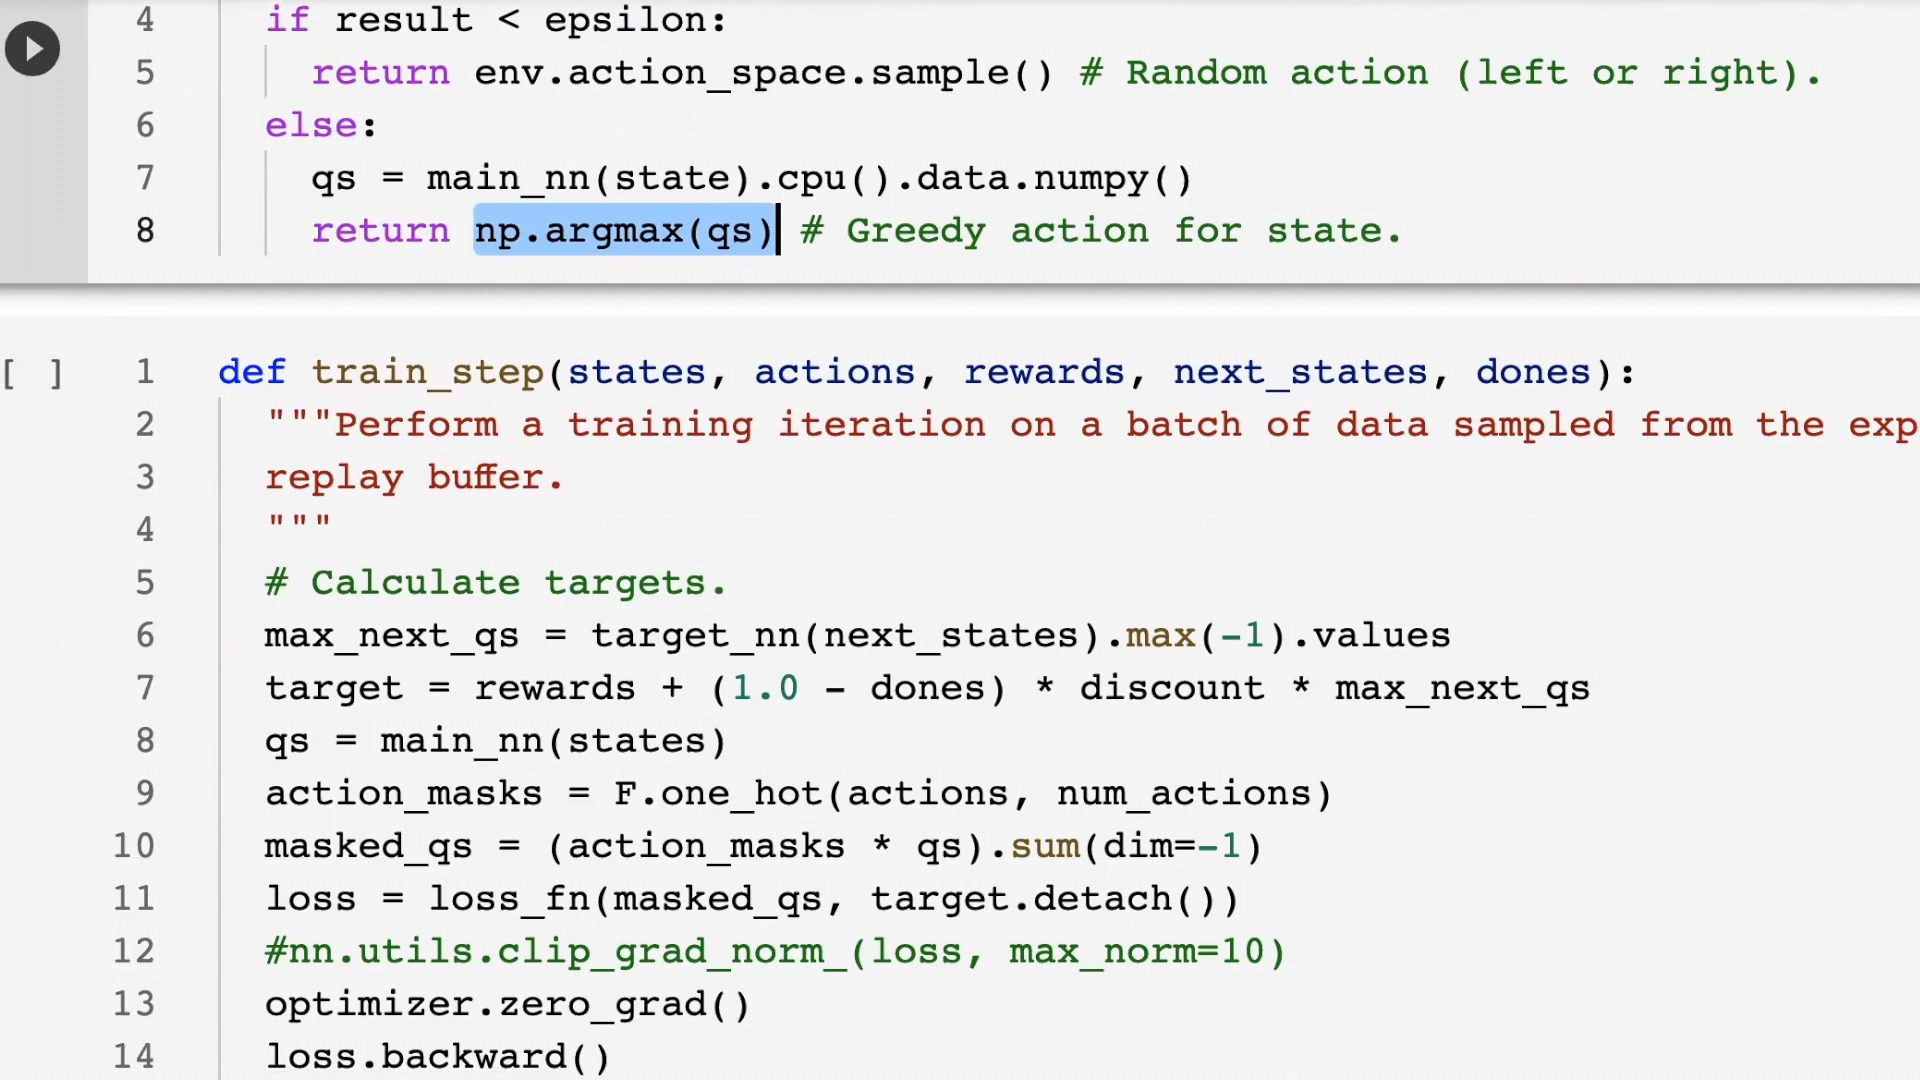 4 if result < epsilon:
5 return env.action_space.sample() # Random action (left or right).
6 else:
7 qs = main_nn(state).cpu().data.numpy()
8 return np.argmax(qs) # Greedy action for state.
[ ] 1 def train_step(states, actions, rewards, next_states, dones):
2 """Perform a training iteration on a batch of data sampled from the exp
3 replay buffer.
4 """
5 # Calculate targets.
6 max_next_qs = target_nn(next_states).max(-1).values
7 target = rewards + (1.0 - dones) * discount * max_next_qs
8 qs = main_nn(states)
9 action_masks = F.one_hot(actions, num_actions)
10 masked_qs = (action_masks * qs).sum(dim=-1)
11 loss = loss_fn(masked_qs, target.detach())
12 #nn.utils.clip_grad_norm_(loss, max_norm=10)
13 optimizer.zero_grad()
14 loss.backward()